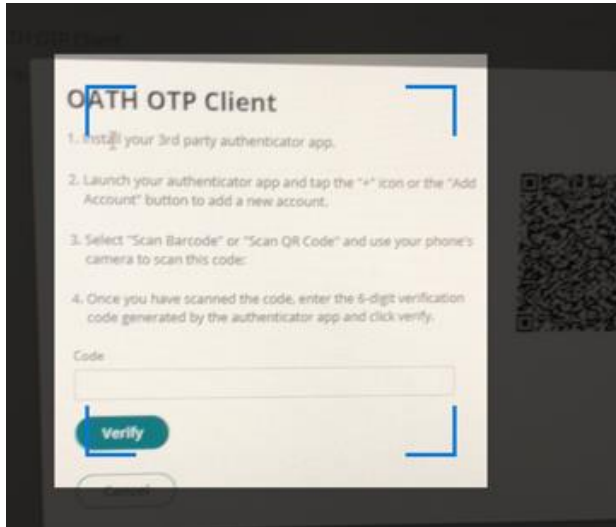 OATH OTP Client
1. Install your 3rd party authenticator app.
2. Launch your authenticator app and tap the "+" icon or the "Add
Account" button to add a new account.
3. Select "Scan Barcode" or "Scan QR Code" and use your phone's
camera to scan this code:
4. Once you have scanned the code, enter the 6-digit verification
code generated by the authenticator app and click verify.
Code
Verify
Cancel